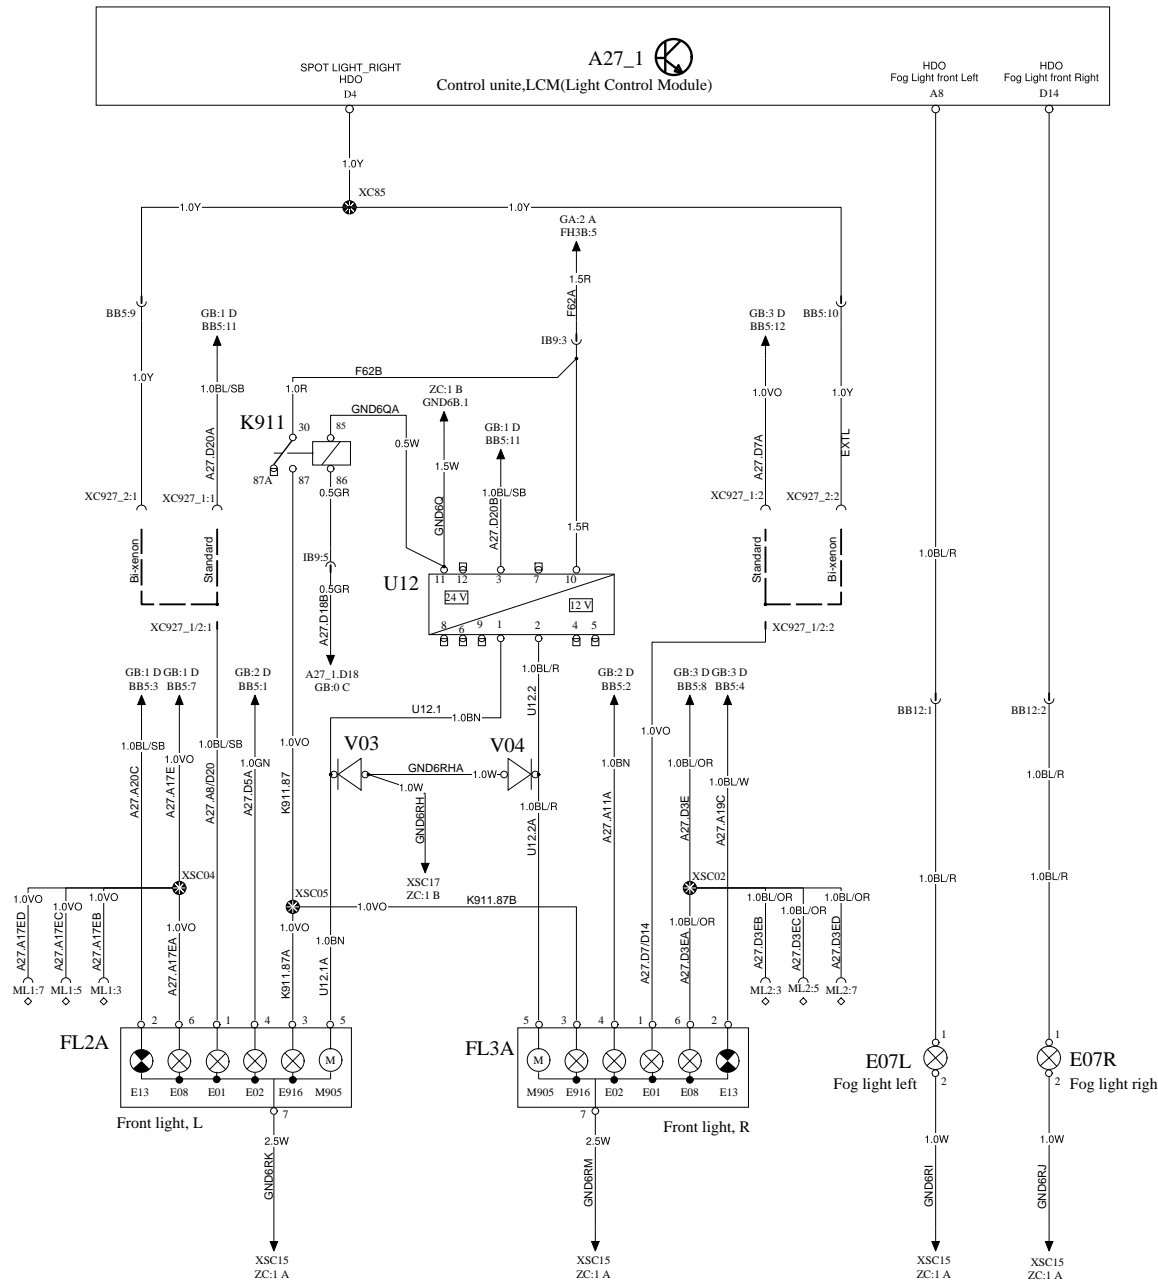 A27_1
Control unite,LCM(Light Control Module)
SPOT LIGHT_RIGHT
HDO
D4
HDO
Fog Light front Left
A8
HDO
Fog Light front Right
D14
1.0Y
XC85
1.0Y
1.0Y
GA:2 A
FH3B:5
1.5R
F62A
BB5:9
GB:1 D
BB5:11
IB9:3
GB:3 D
BB5:12
BB5:10
F62B
1.0Y
1.0BL/SB
1.0R
ZC:1 B
GND6B.1
1.0VO
1.0Y
GND6QA
K911
30
85
0.5W
GB:1 D
BB5:11
A27.D20A
A27.D7A
EXTL
87A
87
86
1.5W
0.5GR
1.0BL/SB
XC927_2:1
XC927_1:1
GND6Q
A27.D20B
1.5R
XC927_1:2
XC927_2:2
Bi-xenon
Standard
IB9:5
Standard
Bi-xenon
1.0BL/R
U12
11
12
3
7
10
24 V
12 V
8
6
9
1
2
4
5
0.5GR
A27.D18B
XC927_1/2:1
XC927_1/2:2
GB:1 D
BB5:3
GB:1 D
BB5:7
GB:2 D
BB5:1
A27_1.D18
GB:0 C
1.0BL/R
GB:2 D
BB5:2
GB:3 D
BB5:8
GB:3 D
BB5:4
U12.1
1.0BN
U12.2
BB12:1
BB12:2
1.0BL/SB
1.0VO
1.0BL/SB
1.0GN
1.0VO
V03
V04
GND6RHA
1.0W
1.0W
1.0VO
1.0BN
1.0BL/OR
1.0BL/W
1.0BL/R
A27.A20C
A27.A17E
A27.A8/D20
A27.D5A
K911.87
GND6RH
1.0BL/R
U12.2A
A27.A11A
A27.D3E
A27.A19C
XSC04
XSC17
ZC:1 B
XSC02
1.0BL/R
1.0BL/R
1.0VO
1.0VO
1.0VO
XSC05
1.0VO
K911.87B
1.0BL/OR
1.0BL/OR
1.0BL/OR
1.0VO
1.0VO
1.0BN
1.0BL/OR
A27.A17ED
A27.A17EC
A27.A17EB
A27.A17EA
K911.87A
U12.1A
A27.D7/D14
A27.D3EA
A27.D3EB
A27.D3EC
A27.D3ED
ML1:7
ML1:5
ML1:3
ML2:3
ML2:5
ML2:7
FL2A
2
6
1
4
3
5
M
E13
E08
E01
E02
E916
M905
Front light, L
7
FL3A
5
3
4
1
6
2
M
M905
E916
E02
E01
E08
E13
Front light, R
7
1
E07L
Fog light left
2
1
E07R
Fog light righ
2
2.5W
2.5W
1.0W
1.0W
GND6RK
GND6RM
GND6RI
GND6RJ
XSC15
ZC:1 A
XSC15
ZC:1 A
XSC15
ZC:1 A
XSC15
ZC:1 A